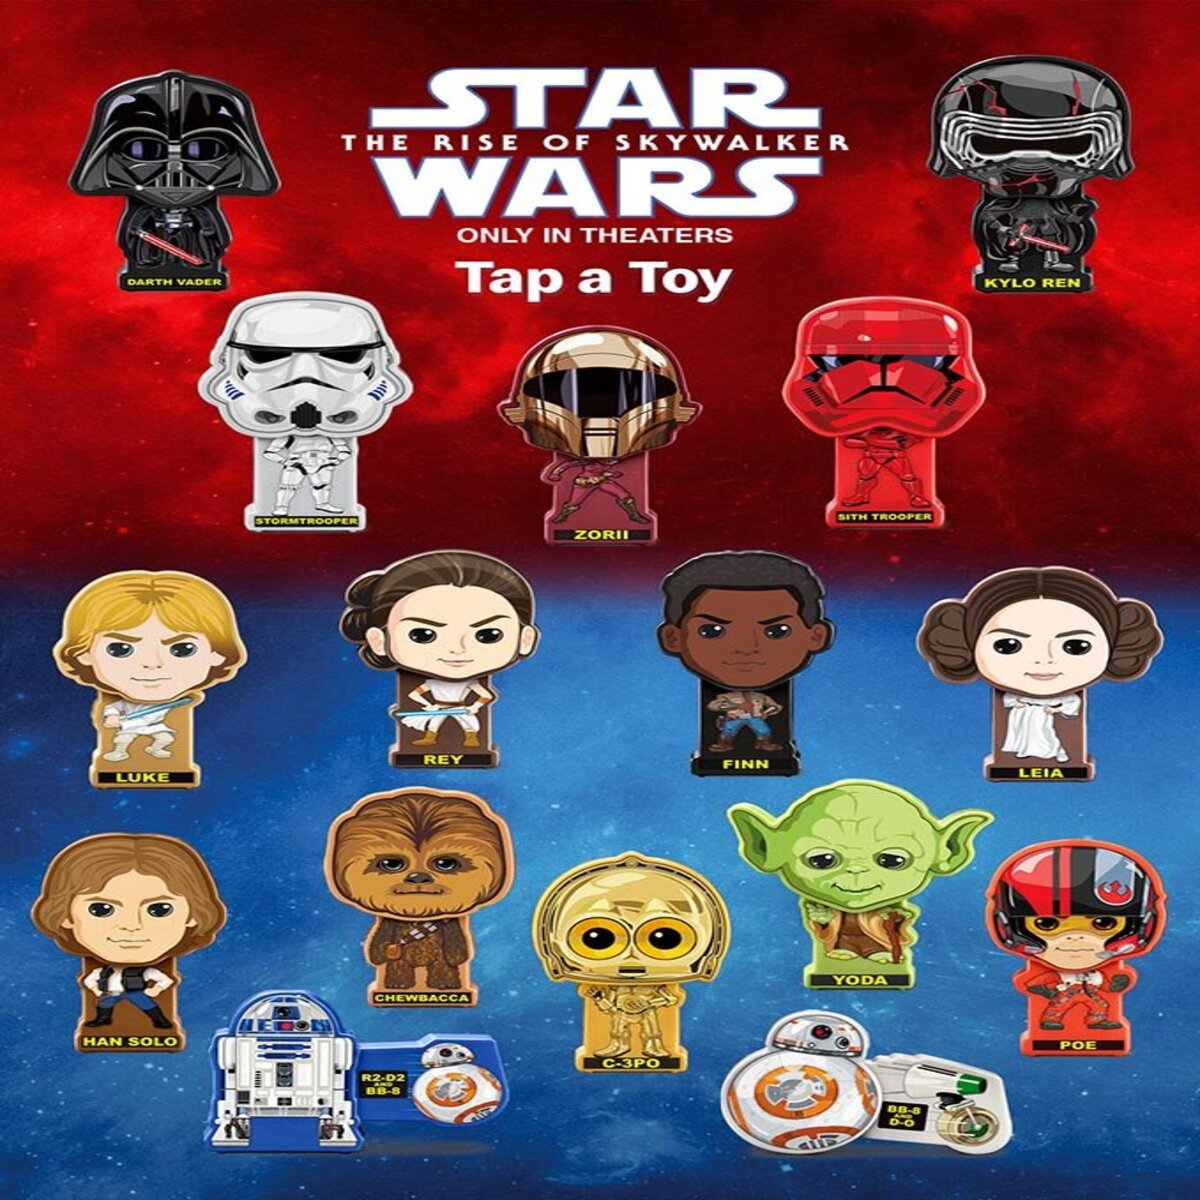 STAR
THE RISE OF SKYWALKER
WARS
ONLY IN THEATERS
Tap a Toy
DARTH VADER
KYLO REN
STORMTROOPER
ZORII
SITH TROOPER
LUKE
REY
FINN
LEIA
HAN SOLO
CHEWBACCA
C-3PO
YODA
POE
R2-D2
AND
BB-8
BB-8
AND
D-O